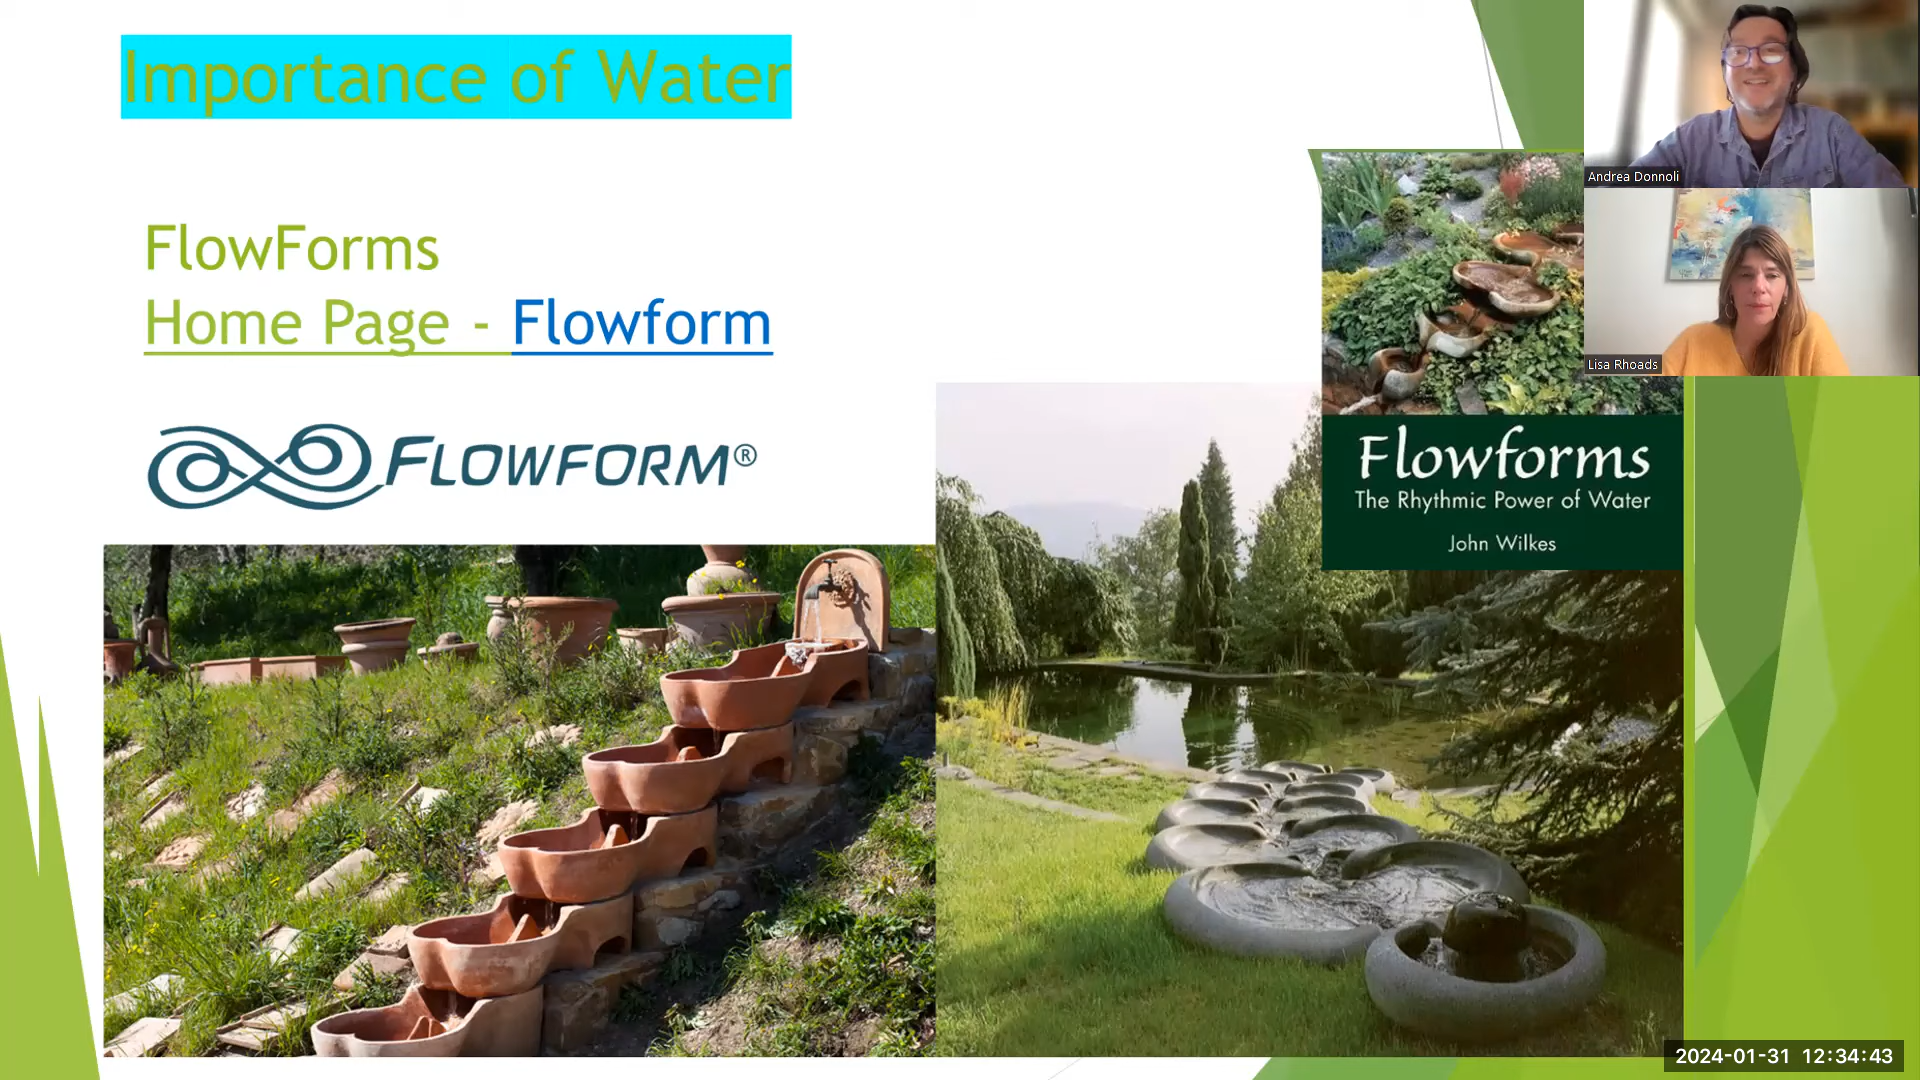 Importance of Water
FlowForms
Home Page - Flowform
FLOWFORM®
Flowforms
The Rhythmic Power of Water
John Wilkes
Andrea Donnoli
Lisa Rhoads
2024-01-31 12:34:43